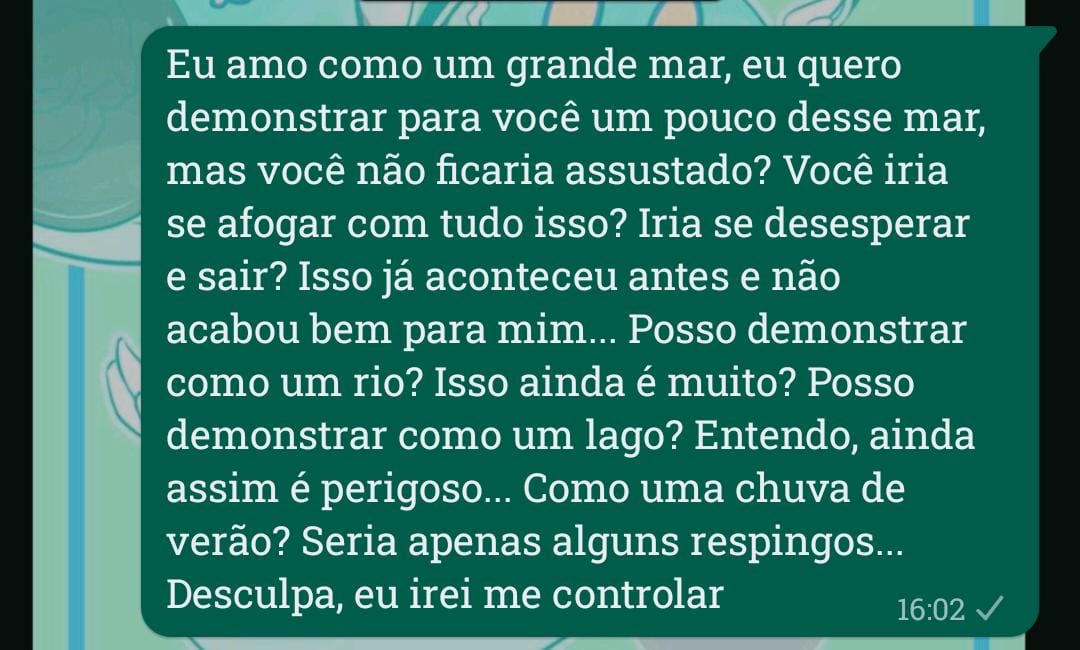 Eu amo como um grande mar, eu quero
demonstrar para você um pouco desse mar,
mas você não ficaria assustado? Você iria
se afogar com tudo isso? Iria se desesperar
e sair? Isso já aconteceu antes e não
acabou bem para mim... Posso demonstrar
como um rio? Isso ainda é muito? Posso
demonstrar como um lago? Entendo, ainda
assim é perigoso... Como uma chuva de
verão? Seria apenas alguns respingos...
Desculpa, eu irei me controlar
16:02